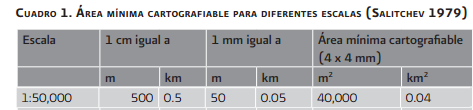 CUADRO 1. ÁREA MÍNIMA CARTOGRAFIABLE PARA DIFERENTES ESCALAS (SALITCHEV 1979)
Escala 1 cm igual a 1 mm igual a Área mínima cartografiable
(4 x 4 mm)
m km m km m² km²
1:50,000 500 0.5 50 0.05 40,000 0.04